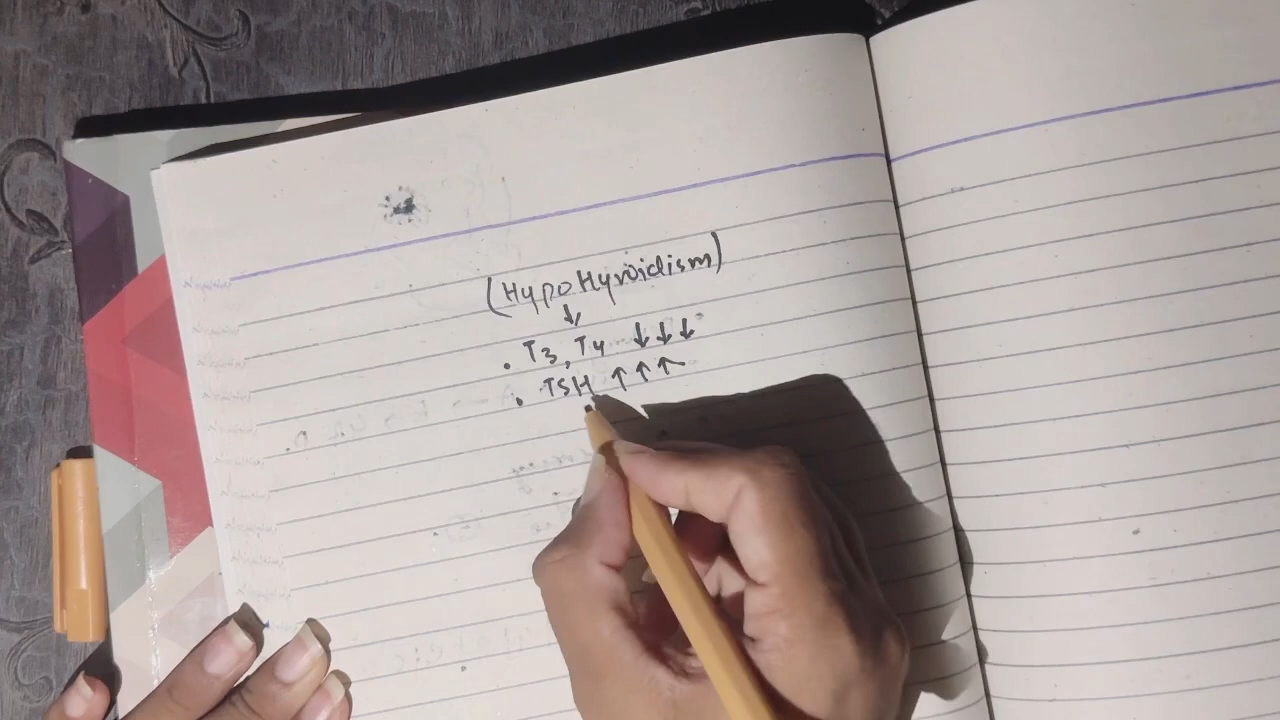 (HypoHyroidism)
↓
. T3, T4 ↓↓↓
. TSH ↑↑↑